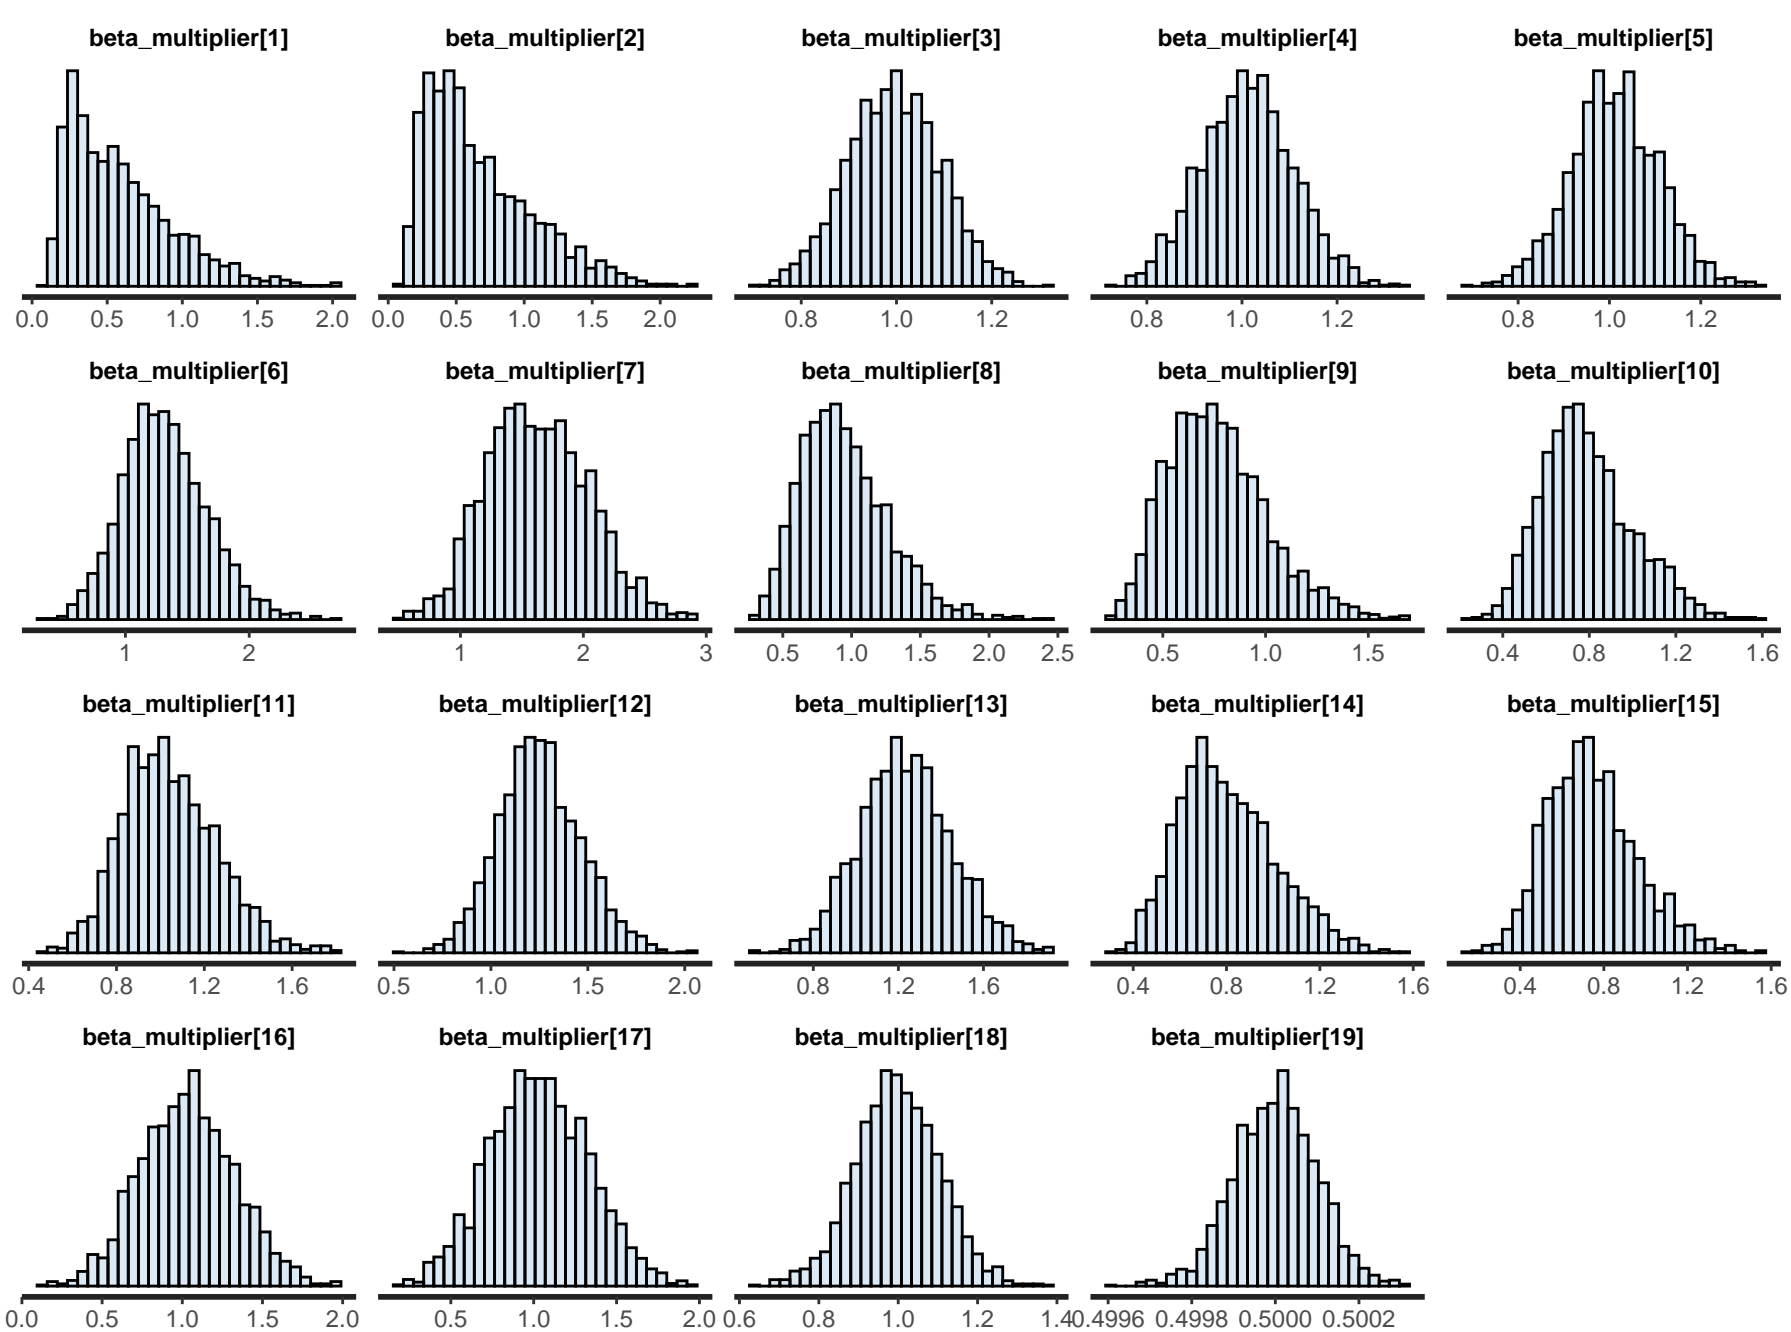 beta_multiplier[1] beta_multiplier[2] beta_multiplier[3] beta_multiplier[4] beta_multiplier[5]
0.0 0.5 1.0 1.5 2.0 0.0 0.5 1.0 1.5 2.0 0.8 1.0 1.2 0.8 1.0 1.2 0.8 1.0 1.2
beta_multiplier[6] beta_multiplier[7] beta_multiplier[8] beta_multiplier[9] beta_multiplier[10]
1 2 1 2 3 0.5 1.0 1.5 2.0 2.5 0.5 1.0 1.5 0.4 0.8 1.2 1.6
beta_multiplier[11] beta_multiplier[12] beta_multiplier[13] beta_multiplier[14] beta_multiplier[15]
0.4 0.8 1.2 1.6 0.5 1.0 1.5 2.0 0.8 1.2 1.6 0.4 0.8 1.2 1.6 0.4 0.8 1.2 1.6
beta_multiplier[16] beta_multiplier[17] beta_multiplier[18] beta_multiplier[19]
0.0 0.5 1.0 1.5 2.0 0.5 1.0 1.5 2.0 0.6 0.8 1.0 1.2 1.4 0.4996 0.4998 0.5000 0.5002